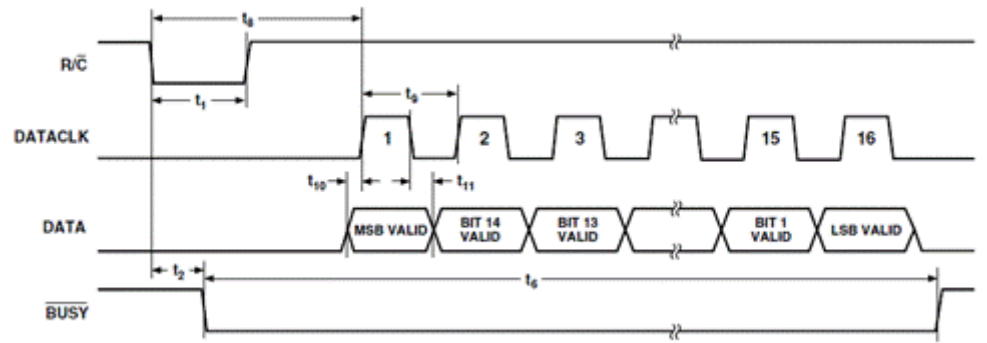 t8
R/C̅
t1
t9
DATACLK
1 2 3 15 16
t10 t11
DATA
MSB VALID
BIT 14 VALID
BIT 13 VALID
BIT 1 VALID
LSB VALID
t2
t6
B̅U̅S̅Y̅